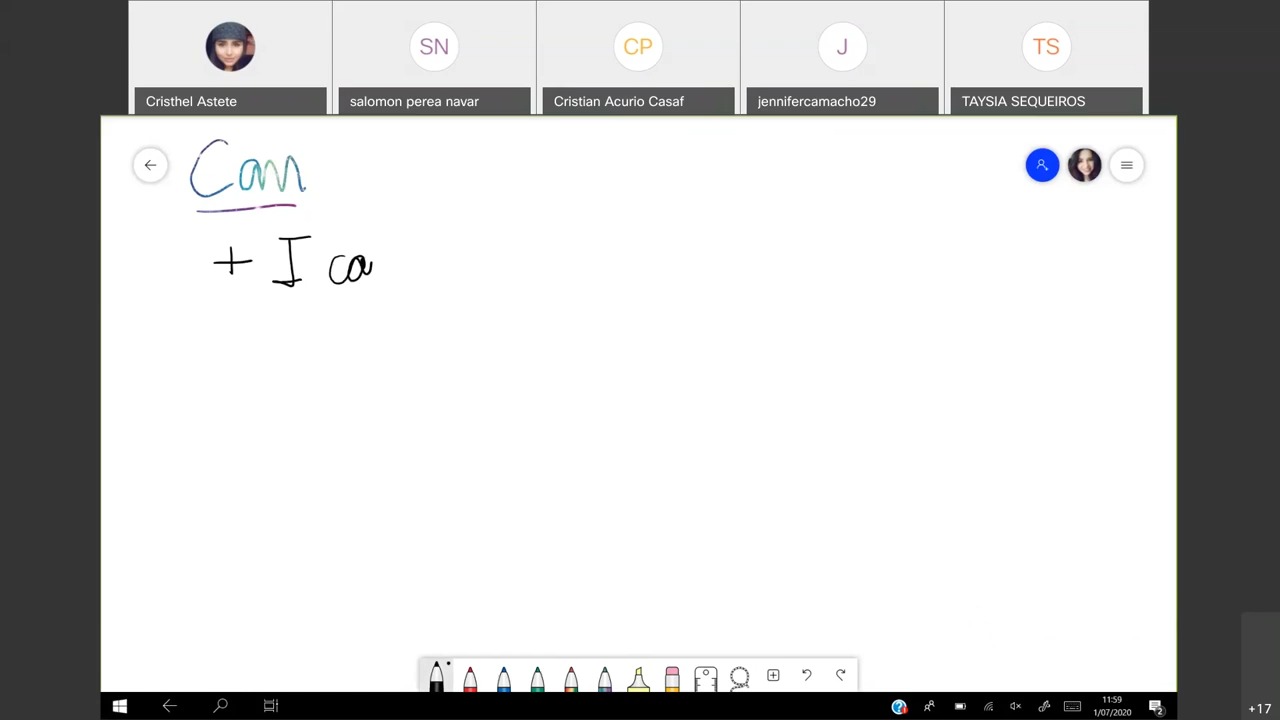 SN
CP
J
TS
Cristhel Astete
salomon perea navar
Cristian Acurio Casaf
jennifercamacho29
TAYSIA SEQUEIROS
Can
+ I ca
11:59
1/07/2020
2
+17